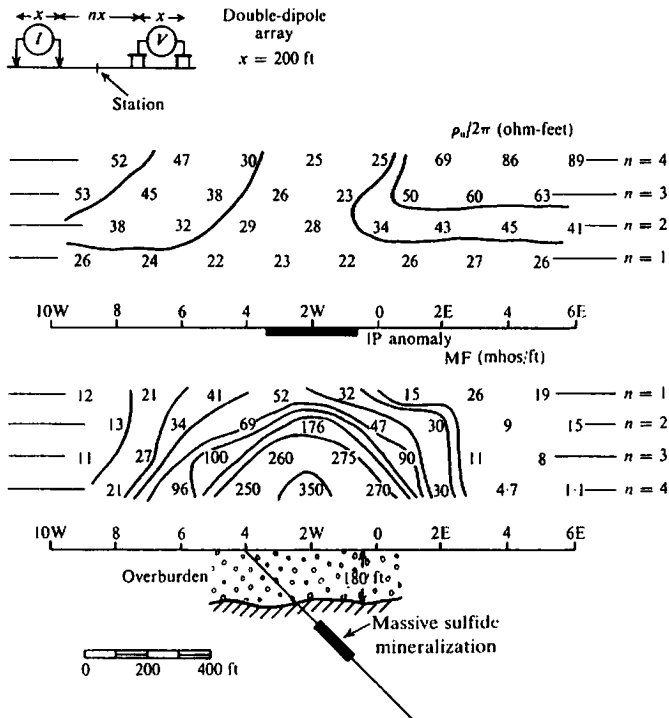 x nx x
I V
Double-dipole
array
x = 200 ft
Station
ρa/2π (ohm-feet)
52 47 30 25 25 69 86 89 n = 4
53 45 38 26 23 50 60 63 n = 3
38 32 29 28 34 43 45 41 n = 2
26 24 22 23 22 26 27 26 n = 1
10W 8 6 4 2W 0 2E 4 6E
IP anomaly
MF (mhos/ft)
12 21 41 52 32 15 26 19 n = 1
13 34 69 176 47 30 9 15 n = 2
11 27 100 260 275 90 11 8 n = 3
21 96 250 350 270 30 4·7 1·1 n = 4
10W 8 6 4 2W 0 2E 4 6E
Overburden
180 ft
Massive sulfide
mineralization
0 200 400 ft